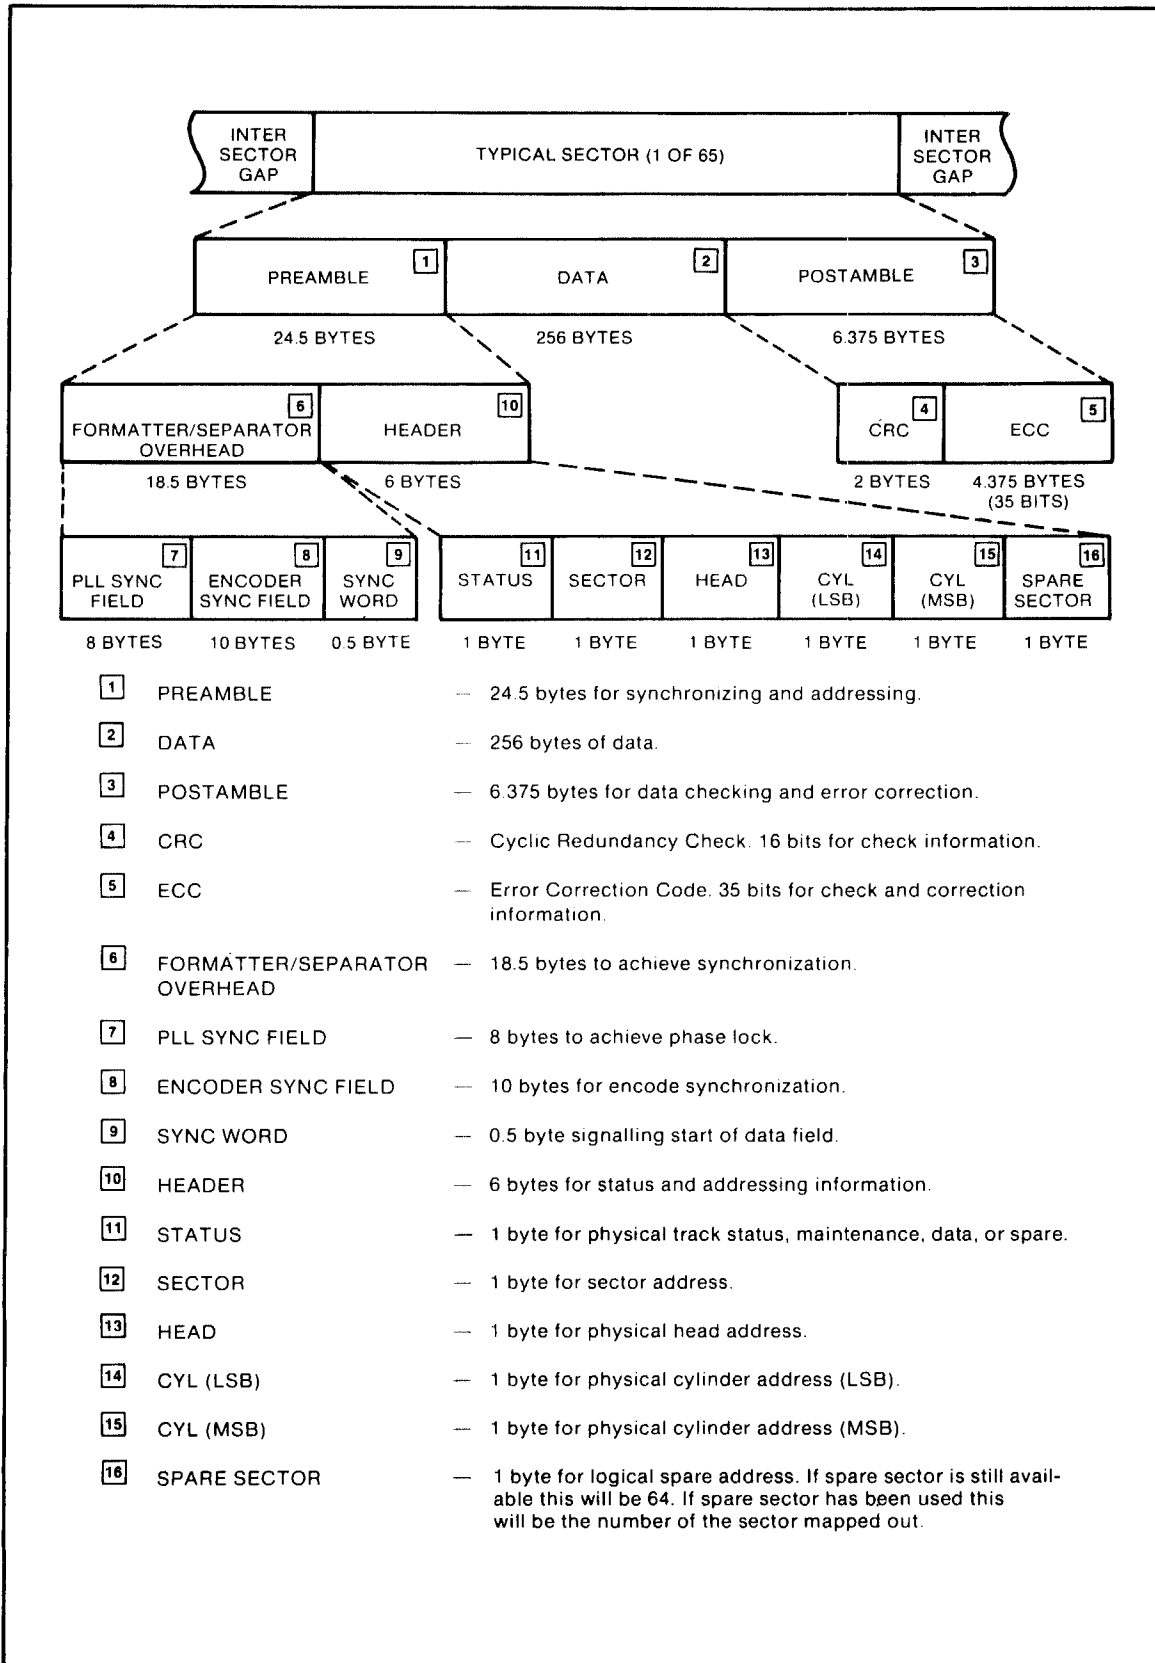 INTER
SECTOR
GAP
TYPICAL SECTOR (1 OF 65)
INTER
SECTOR
GAP
PREAMBLE
1
DATA
2
POSTAMBLE
3
24.5 BYTES
256 BYTES
6.375 BYTES
FORMATTER/SEPARATOR
OVERHEAD
6
HEADER
10
CRC
4
ECC
5
18.5 BYTES
6 BYTES
2 BYTES
4.375 BYTES
(35 BITS)
PLL SYNC
FIELD
7
ENCODER
SYNC FIELD
8
SYNC
WORD
9
STATUS
11
SECTOR
12
HEAD
13
CYL
(LSB)
14
CYL
(MSB)
15
SPARE
SECTOR
16
8 BYTES
10 BYTES
0.5 BYTE
1 BYTE
1 BYTE
1 BYTE
1 BYTE
1 BYTE
1 BYTE
1 PREAMBLE — 24.5 bytes for synchronizing and addressing.
2 DATA — 256 bytes of data.
3 POSTAMBLE — 6.375 bytes for data checking and error correction.
4 CRC — Cyclic Redundancy Check. 16 bits for check information.
5 ECC — Error Correction Code. 35 bits for check and correction
information.
6 FORMATTER/SEPARATOR — 18.5 bytes to achieve synchronization.
OVERHEAD
7 PLL SYNC FIELD — 8 bytes to achieve phase lock.
8 ENCODER SYNC FIELD — 10 bytes for encode synchronization.
9 SYNC WORD — 0.5 byte signalling start of data field.
10 HEADER — 6 bytes for status and addressing information.
11 STATUS — 1 byte for physical track status, maintenance, data, or spare.
12 SECTOR — 1 byte for sector address.
13 HEAD — 1 byte for physical head address.
14 CYL (LSB) — 1 byte for physical cylinder address (LSB).
15 CYL (MSB) — 1 byte for physical cylinder address (MSB).
16 SPARE SECTOR — 1 byte for logical spare address. If spare sector is still avail-
able this will be 64. If spare sector has been used this
will be the number of the sector mapped out.